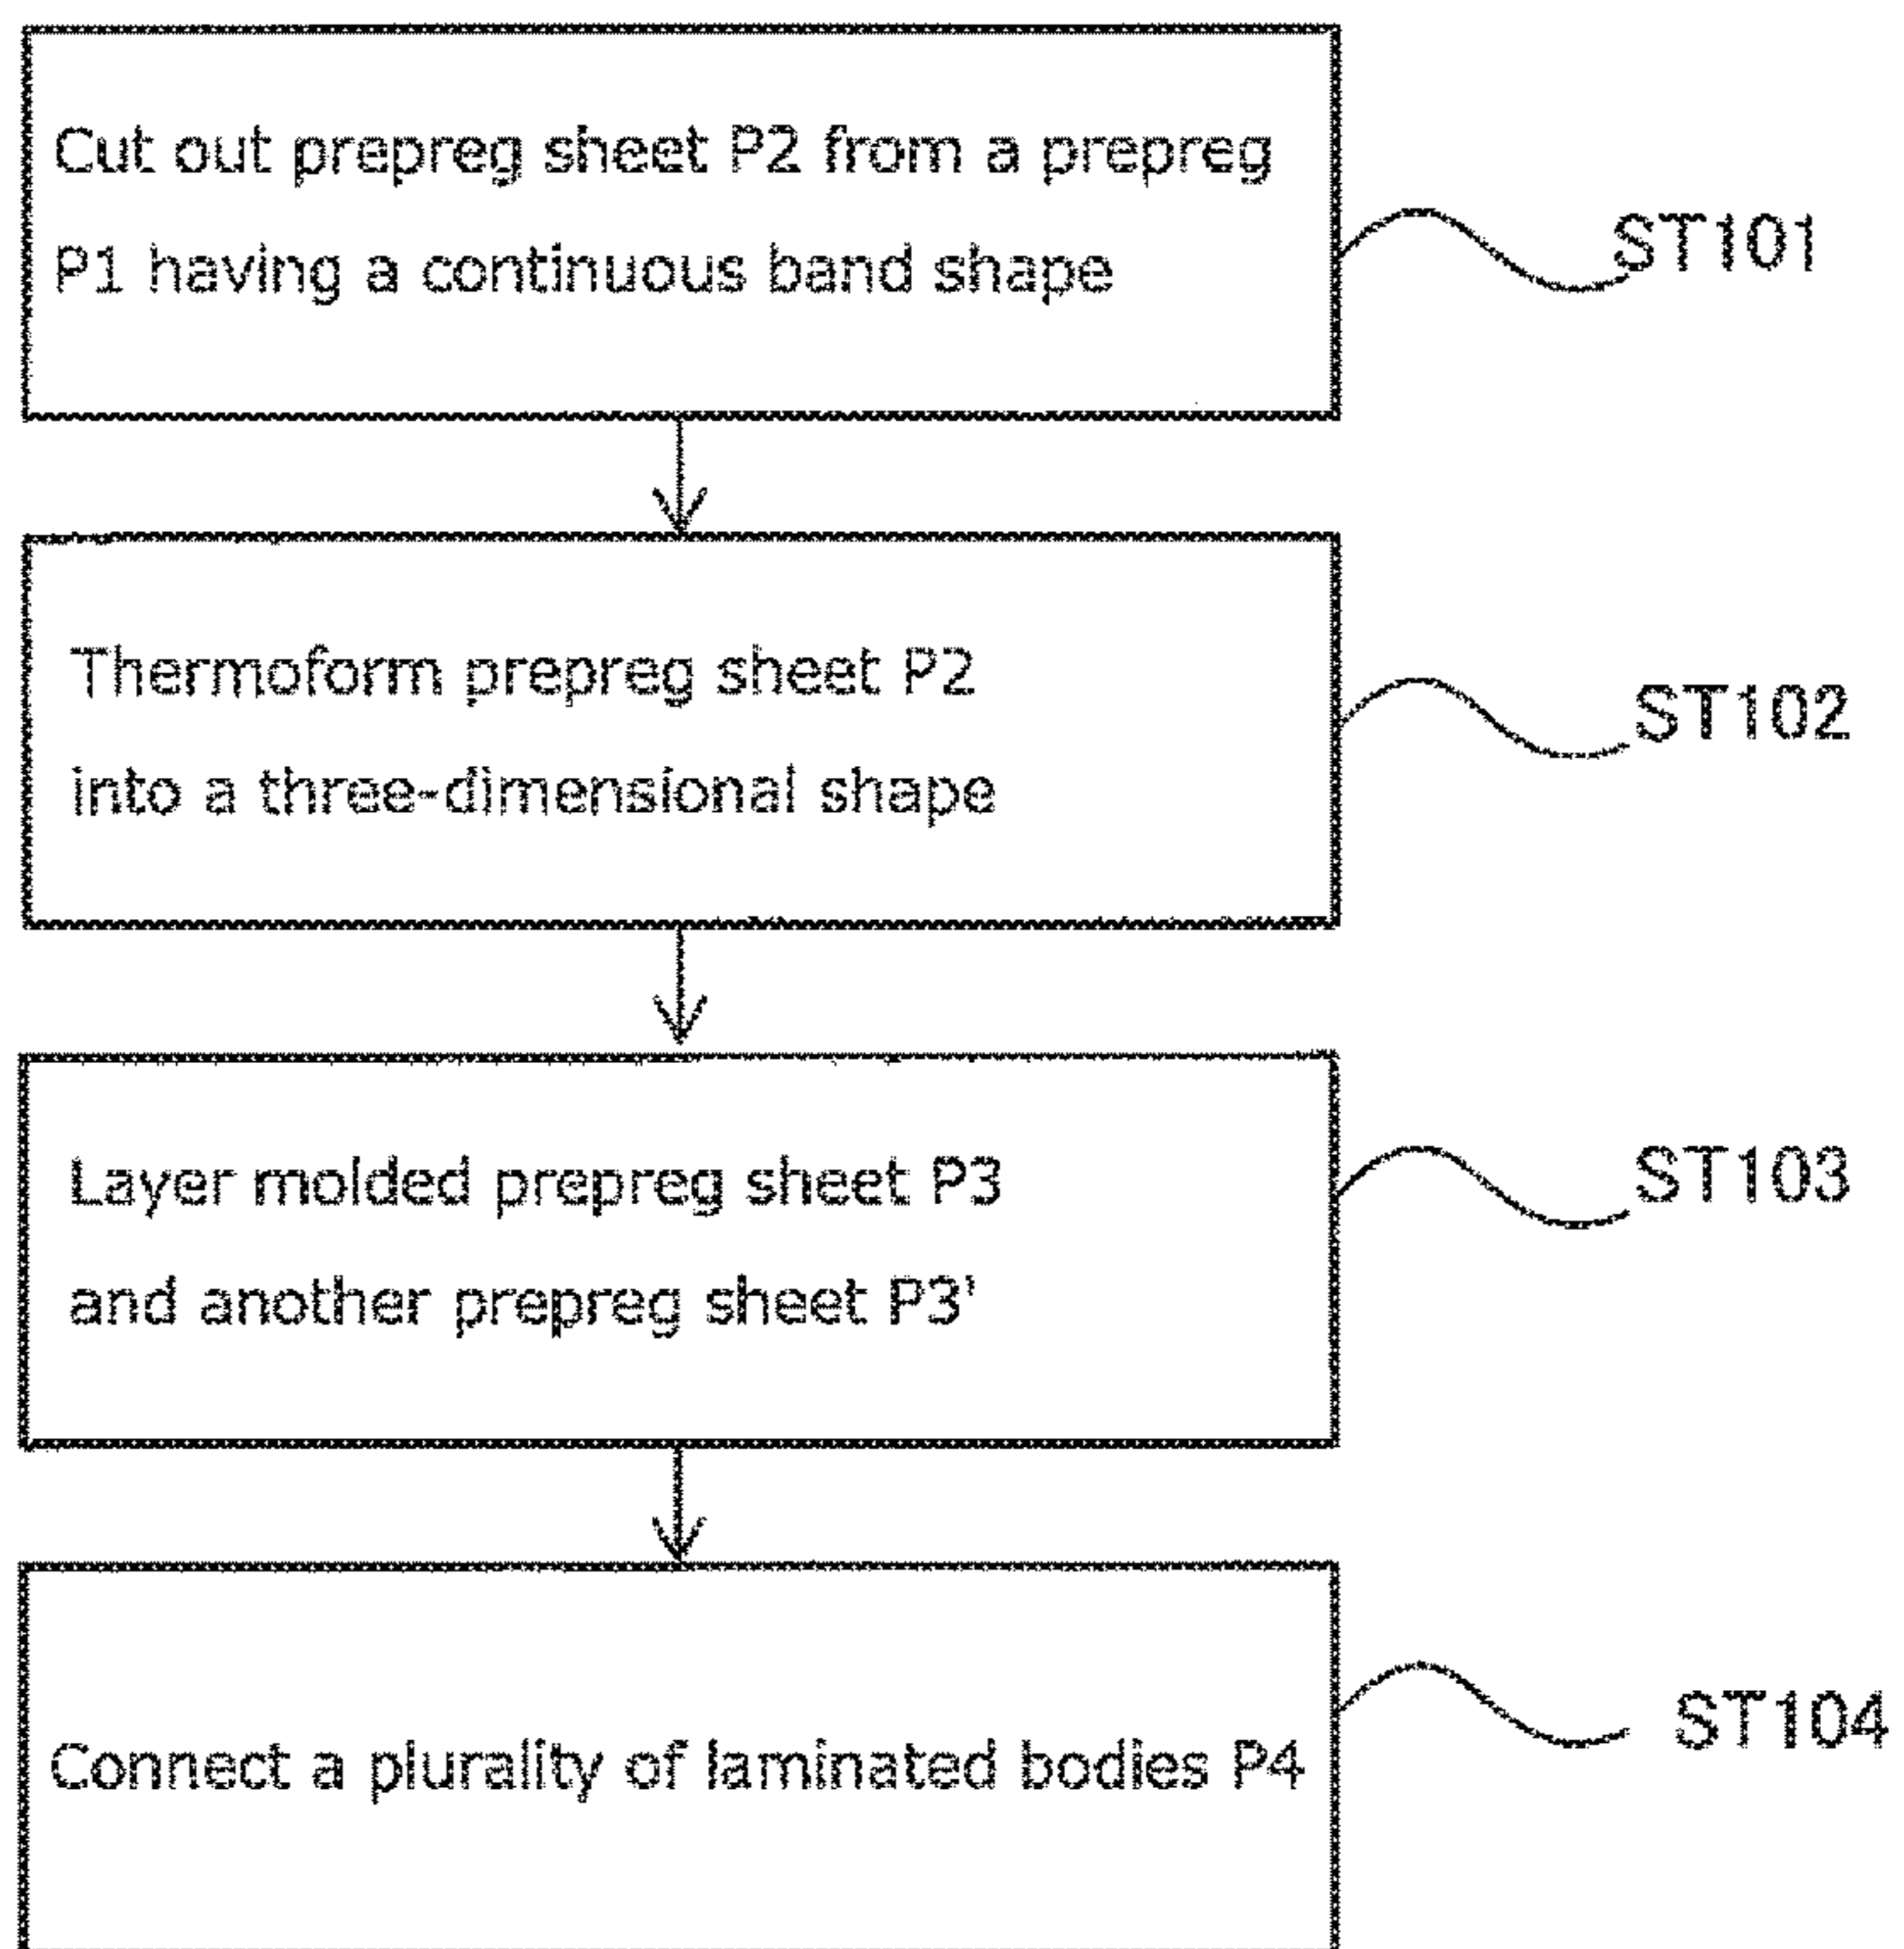 Cut out prepreg sheet P2 from a prepreg
P1 having a continuous band shape
ST101
Thermoform prepreg sheet P2
into a three-dimensional shape
ST102
Layer molded prepreg sheet P3
and another prepreg sheet P3'
ST103
Connect a plurality of laminated bodies P4
ST104